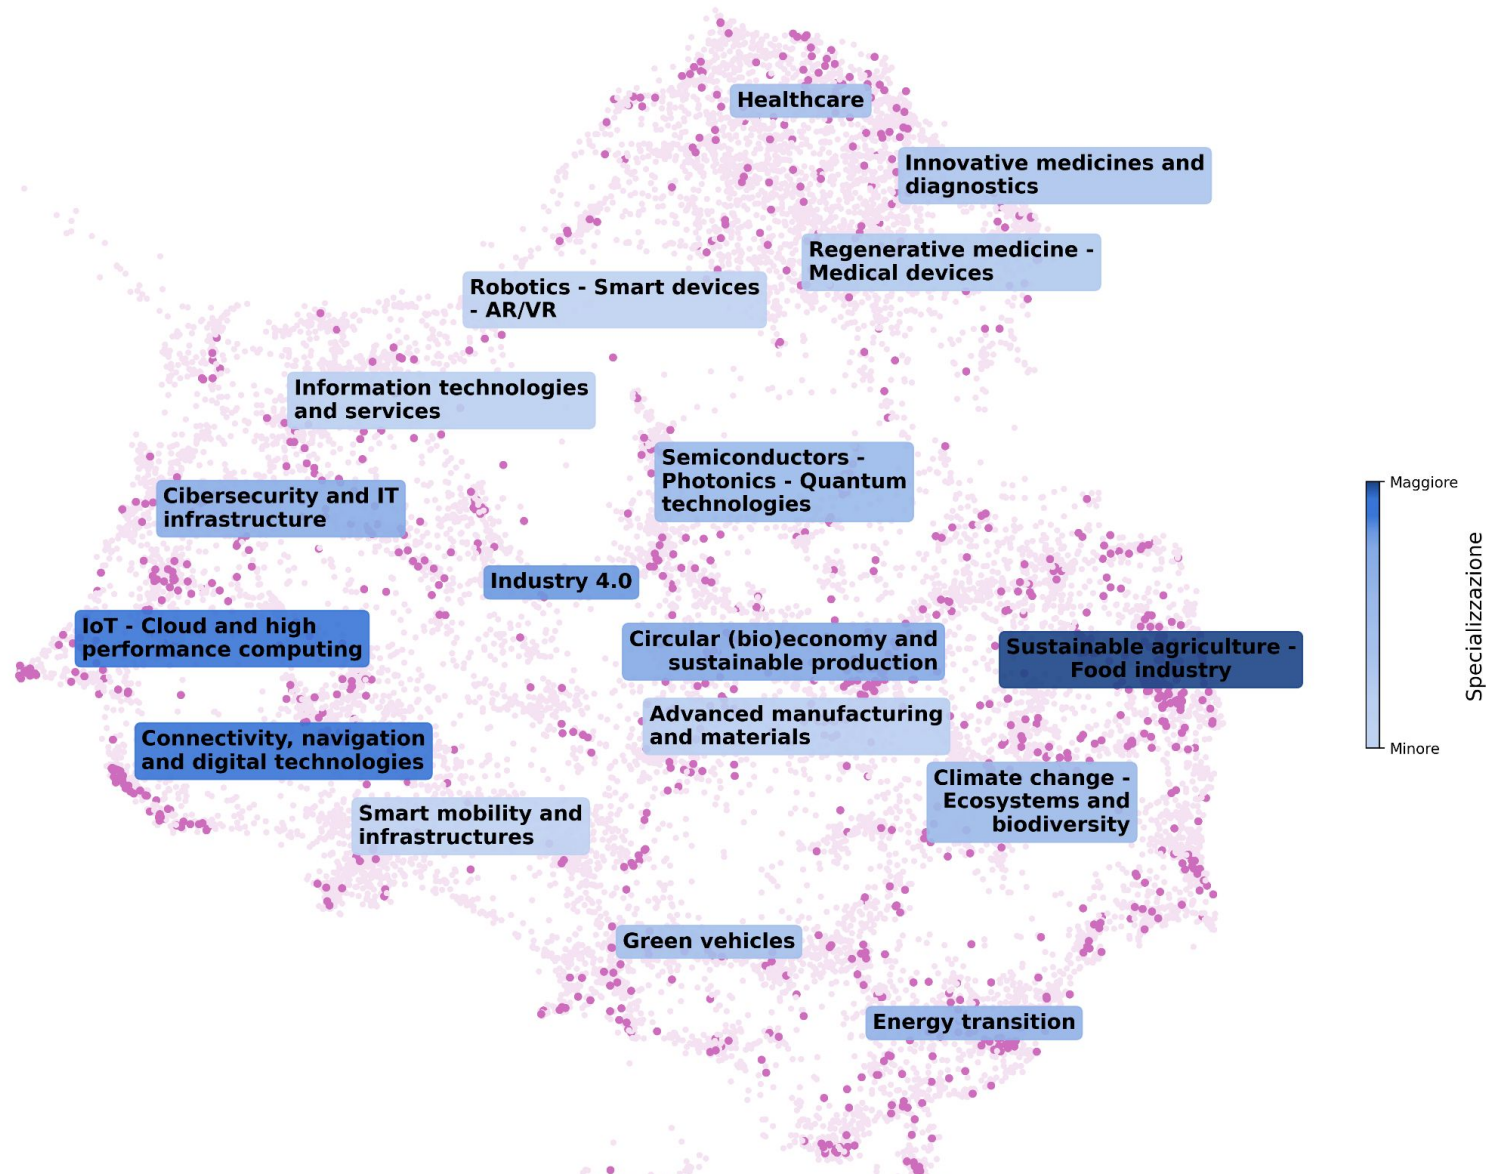 Healthcare
Innovative medicines and
diagnostics
Regenerative medicine -
Medical devices
Robotics - Smart devices
- AR/VR
Information technologies
and services
Semiconductors -
Photonics - Quantum
technologies
Cibersecurity and IT
infrastructure
Industry 4.0
IoT - Cloud and high
performance computing
Circular (bio)economy and
sustainable production
Sustainable agriculture -
Food industry
Advanced manufacturing
and materials
Connectivity, navigation
and digital technologies
Climate change -
Ecosystems and
biodiversity
Smart mobility and
infrastructures
Green vehicles
Energy transition
Maggiore
Minore
Specializzazione